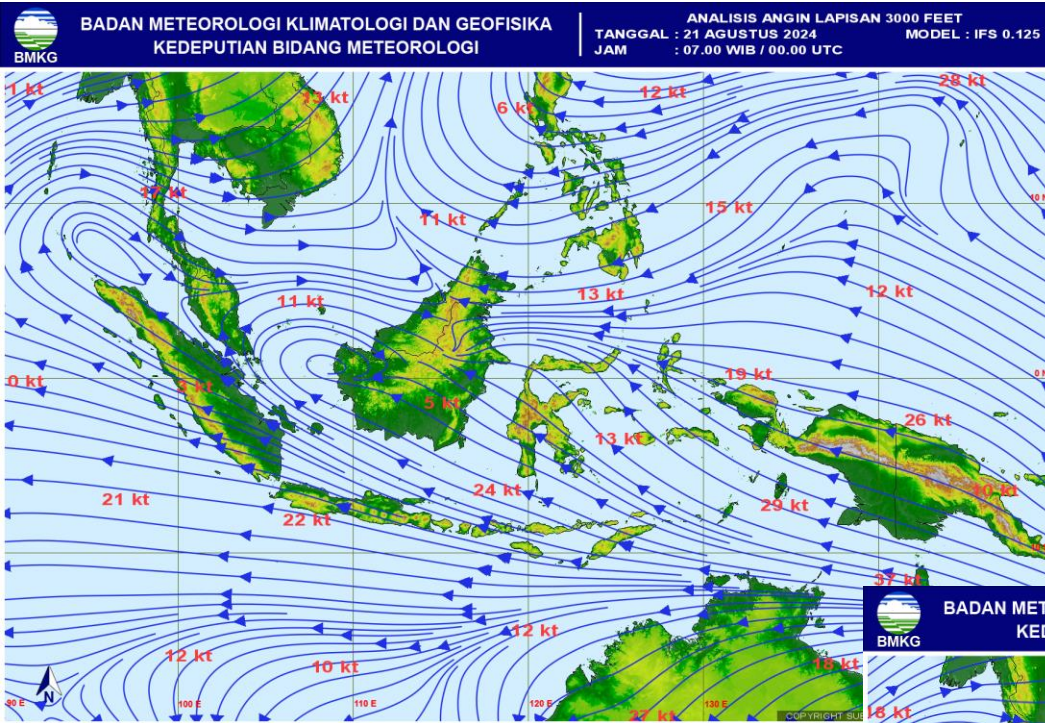 BADAN METEOROLOGI KLIMATOLOGI DAN GEOFISIKA
KEDEPUTIAN BIDANG METEOROLOGI
BMKG
ANALISIS ANGIN LAPISAN 3000 FEET
TANGGAL : 21 AGUSTUS 2024 MODEL : IFS 0.125
JAM : 07.00 WIB / 00.00 UTC
1 kt
13 kt
6 kt
12 kt
28 kt
17 kt
11 kt
15 kt
10 N
11 kt
13 kt
12 kt
0 kt
3 kt
5 kt
19 kt
0 N
13 kt
26 kt
21 kt
22 kt
24 kt
29 kt
10 kt
37 kt
12 kt
10 kt
12 kt
18 kt
27 kt
N
90 E
100 E
110 E
120 E
130 E
COPYRIGHT SUB
BMKG
BADAN MET
KED
18 kt